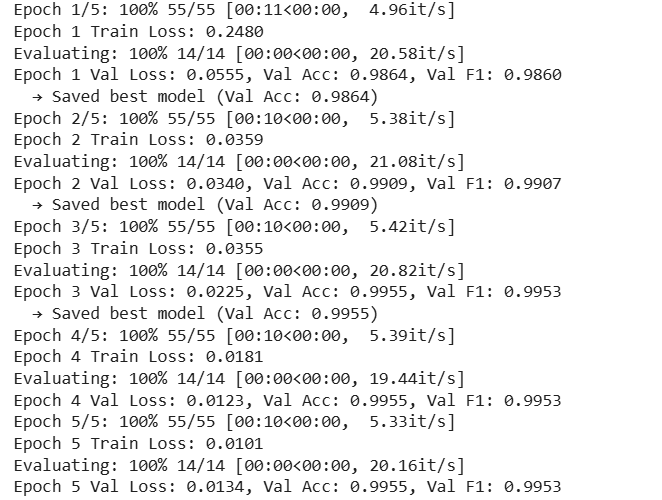 Epoch 1/5: 100% 55/55 [00:11<00:00,  4.96it/s]
Epoch 1 Train Loss: 0.2480
Evaluating: 100% 14/14 [00:00<00:00, 20.58it/s]
Epoch 1 Val Loss: 0.0555, Val Acc: 0.9864, Val F1: 0.9860
  → Saved best model (Val Acc: 0.9864)
Epoch 2/5: 100% 55/55 [00:10<00:00,  5.38it/s]
Epoch 2 Train Loss: 0.0359
Evaluating: 100% 14/14 [00:00<00:00, 21.08it/s]
Epoch 2 Val Loss: 0.0340, Val Acc: 0.9909, Val F1: 0.9907
  → Saved best model (Val Acc: 0.9909)
Epoch 3/5: 100% 55/55 [00:10<00:00,  5.42it/s]
Epoch 3 Train Loss: 0.0355
Evaluating: 100% 14/14 [00:00<00:00, 20.82it/s]
Epoch 3 Val Loss: 0.0225, Val Acc: 0.9955, Val F1: 0.9953
  → Saved best model (Val Acc: 0.9955)
Epoch 4/5: 100% 55/55 [00:10<00:00,  5.39it/s]
Epoch 4 Train Loss: 0.0181
Evaluating: 100% 14/14 [00:00<00:00, 19.44it/s]
Epoch 4 Val Loss: 0.0123, Val Acc: 0.9955, Val F1: 0.9953
Epoch 5/5: 100% 55/55 [00:10<00:00,  5.33it/s]
Epoch 5 Train Loss: 0.0101
Evaluating: 100% 14/14 [00:00<00:00, 20.16it/s]
Epoch 5 Val Loss: 0.0134, Val Acc: 0.9955, Val F1: 0.9953